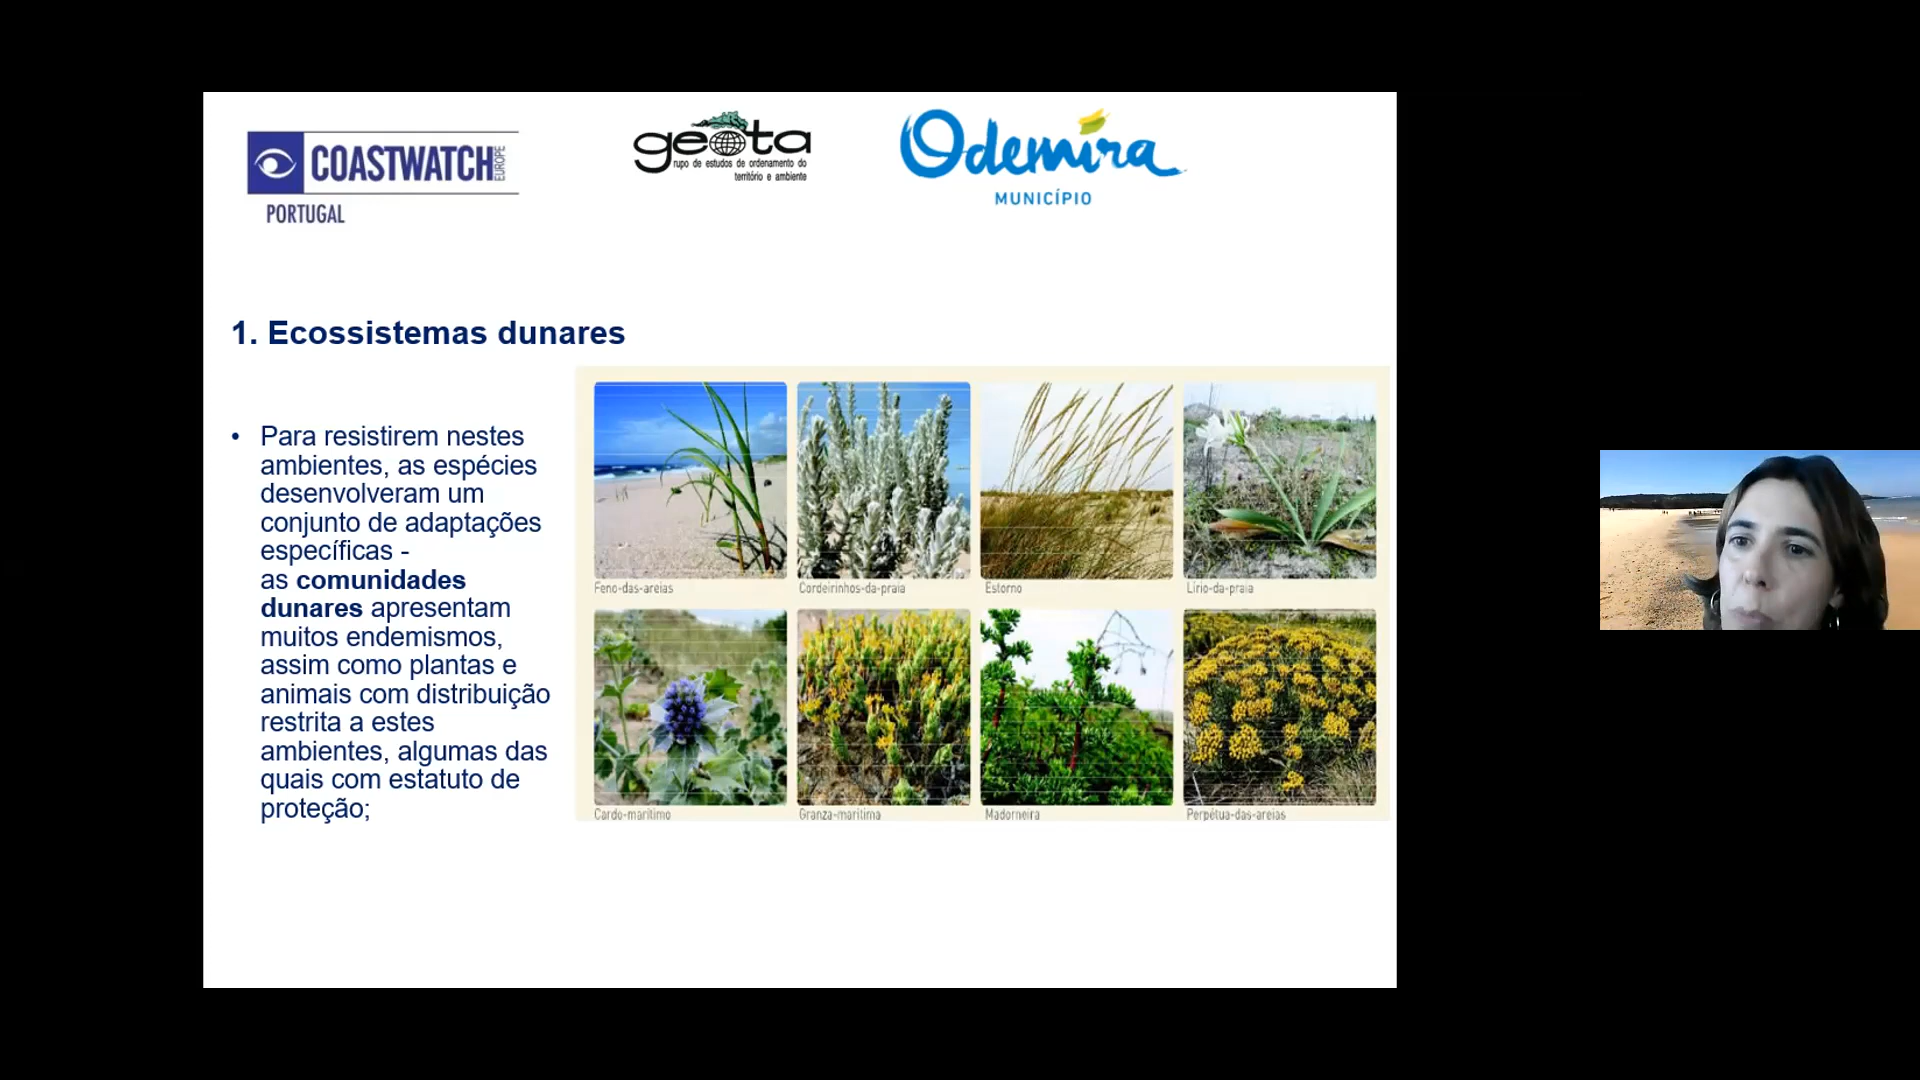 COASTWATCH EUROPE
PORTUGAL
geota
rupo de estudos de ordenamento do
território e ambiente
Odemira
MUNICÍPIO
1. Ecossistemas dunares
• Para resistirem nestes
ambientes, as espécies
desenvolveram um
conjunto de adaptações
específicas -
as comunidades
dunares apresentam
muitos endemismos,
assim como plantas e
animais com distribuição
restrita a estes
ambientes, algumas das
quais com estatuto de
proteção;
Feno-das-areias
Cordeirinhos-da-praia
Estorno
Lírio-da-praia
Cardo-marítimo
Granza-marítima
Madorneira
Perpétua-das-areias